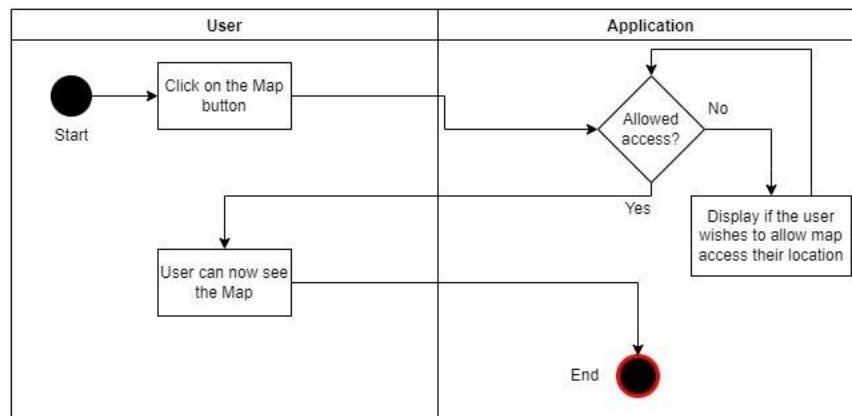 User
Application
Click on the Map
button
Start
Allowed
access?
No
Yes
Display if the user
wishes to allow map
access their location
User can now see
the Map
End